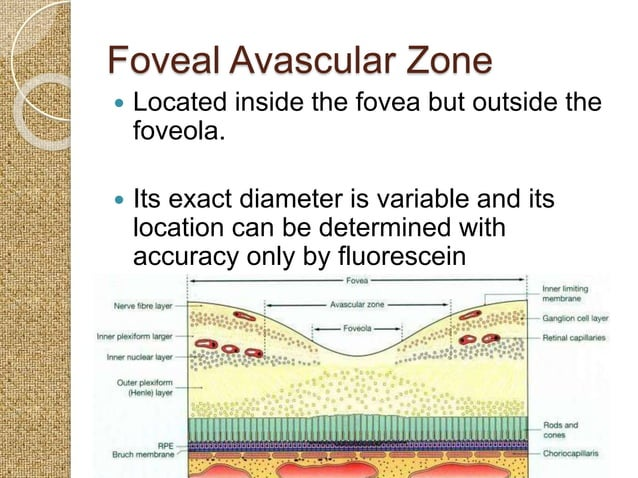 Foveal Avascular Zone
• Located inside the fovea but outside the
foveola.
• Its exact diameter is variable and its
location can be determined with
accuracy only by fluorescein
Fovea
Inner limiting
membrane
Nerve fibre layer
Avascular zone
Ganglion cell layer
Foveola
Inner plexiform larger
Retinal capillaries
Inner nuclear layer
Outer plexiform
(Henle) layer
Rods and
cones
RPE
Bruch membrane
Choriocapillaris